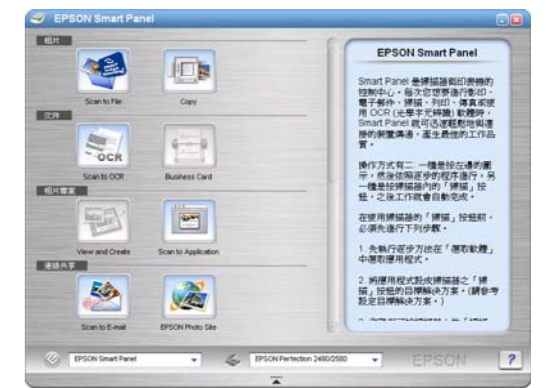 EPSON Smart Panel
相片
Scan to File
Copy
文件
OCR
Scan to OCR
Business Card
相片專案
View and Create
Scan to Application
連絡共享
Scan to E-mail
EPSON Photo Site
EPSON Smart Panel
Smart Panel 是掃描器與印表機的
控制中心。每次您想要進行影印、
電子郵件、掃描、列印、傳真或使
用 OCR (光學字元辨識) 軟體時，
Smart Panel 就可迅速輕鬆地與連
接的裝置溝通，產生最他的工作品
質。
操作方式有二. 一種是按左邊的圖
示，然後依照逐步的程序進行，另
一種是按掃描器內的「掃描」按
鈕，之後工作就會自動完成。
在使用掃描器的「掃描」按鈕前，
必須先進行下列步驟。
1. 先執行逐步方法在「選取軟體」
中選取應用程式。
2. 將應用程式設成掃描器之「掃
描」按鈕的目標解決方案。(請參考
設定目標解決方案。)
EPSON Smart Panel
EPSON Perfection 2480/2580
EPSON
?